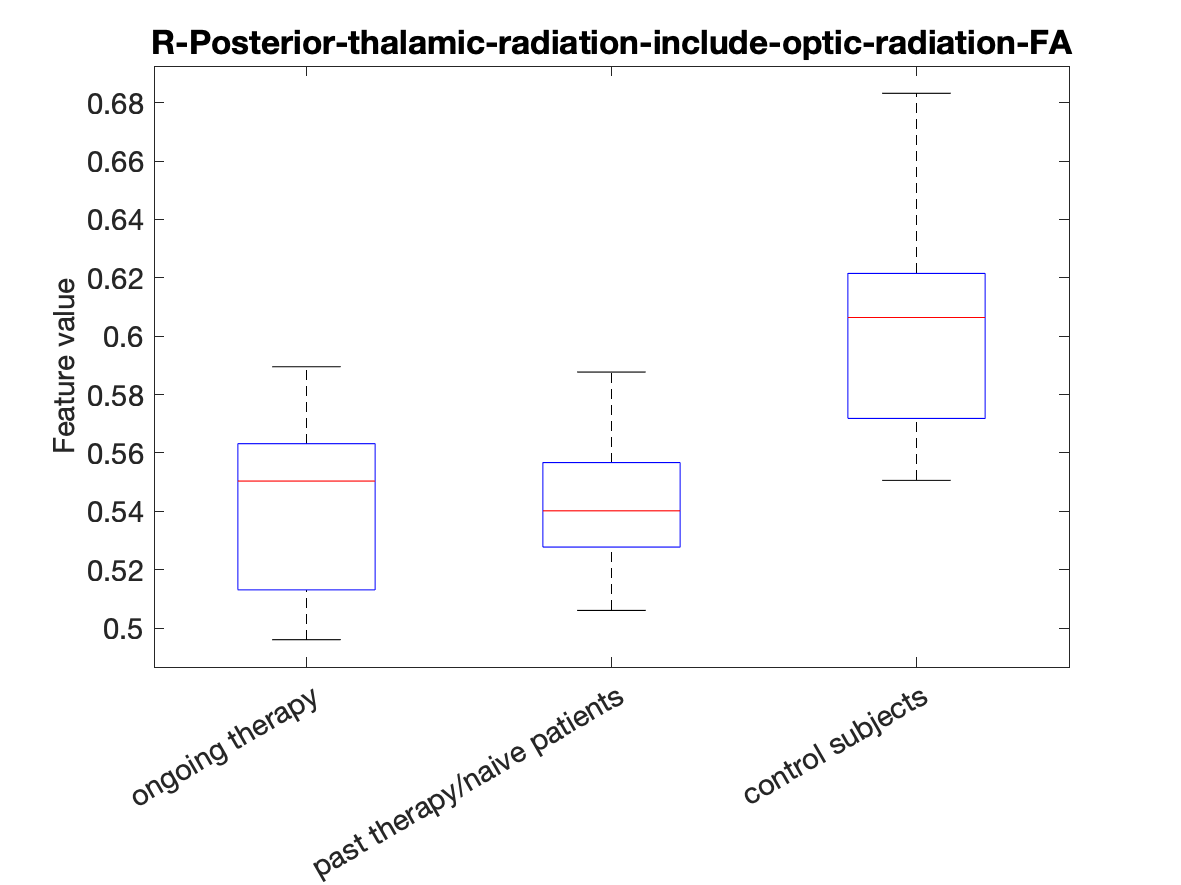 R-Posterior-thalamic-radiation-include-optic-radiation-FA
0.68
0.66
0.64
0.62
0.6
0.58
0.56
0.54
0.52
0.5
Feature value
ongoing therapy
past therapy/naive patients
control subjects